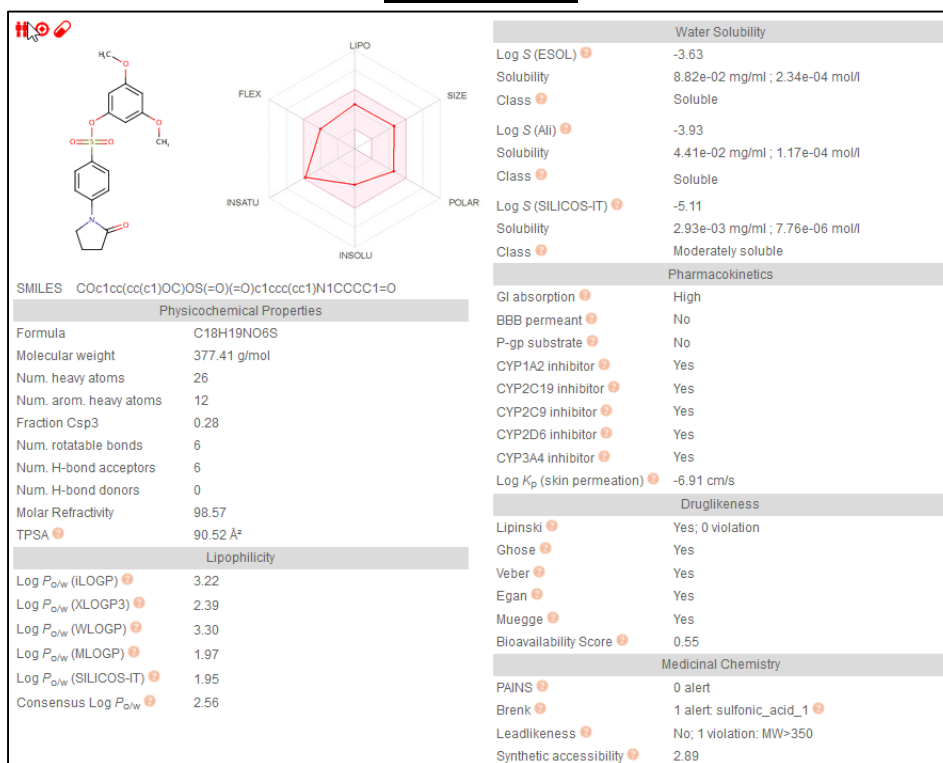 H₃C
O
O
CH₃
O
O S O
N
O
LIPO
FLEX
SIZE
INSATU
POLAR
INSOLU
SMILES COc1cc(cc(c1)OC)OS(=O)(=O)c1ccc(cc1)N1CCCC1=O
Physicochemical Properties
Formula C18H19NO6S
Molecular weight 377.41 g/mol
Num. heavy atoms 26
Num. arom. heavy atoms 12
Fraction Csp3 0.28
Num. rotatable bonds 6
Num. H-bond acceptors 6
Num. H-bond donors 0
Molar Refractivity 98.57
TPSA ? 90.52 Å²
Lipophilicity
Log Po/w (iLOGP) ? 3.22
Log Po/w (XLOGP3) ? 2.39
Log Po/w (WLOGP) ? 3.30
Log Po/w (MLOGP) ? 1.97
Log Po/w (SILICOS-IT) ? 1.95
Consensus Log Po/w ? 2.56
Water Solubility
Log S (ESOL) ? -3.63
Solubility 8.82e-02 mg/ml ; 2.34e-04 mol/l
Class ? Soluble
Log S (Ali) ? -3.93
Solubility 4.41e-02 mg/ml ; 1.17e-04 mol/l
Class ? Soluble
Log S (SILICOS-IT) ? -5.11
Solubility 2.93e-03 mg/ml ; 7.76e-06 mol/l
Class ? Moderately soluble
Pharmacokinetics
GI absorption ? High
BBB permeant ? No
P-gp substrate ? No
CYP1A2 inhibitor ? Yes
CYP2C19 inhibitor ? Yes
CYP2C9 inhibitor ? Yes
CYP2D6 inhibitor ? Yes
CYP3A4 inhibitor ? Yes
Log Kp (skin permeation) ? -6.91 cm/s
Druglikeness
Lipinski ? Yes; 0 violation
Ghose ? Yes
Veber ? Yes
Egan ? Yes
Muegge ? Yes
Bioavailability Score ? 0.55
Medicinal Chemistry
PAINS ? 0 alert
Brenk ? 1 alert: sulfonic_acid_1 ?
Leadlikeness ? No; 1 violation: MW>350
Synthetic accessibility ? 2.89